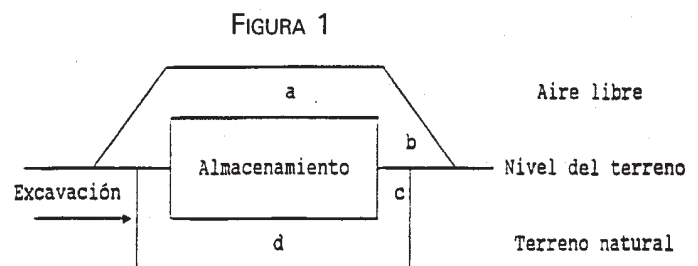 FIGURA 1
a
Aire libre
b
Almacenamiento
Nivel del terreno
Excavación
c
d
Terreno natural